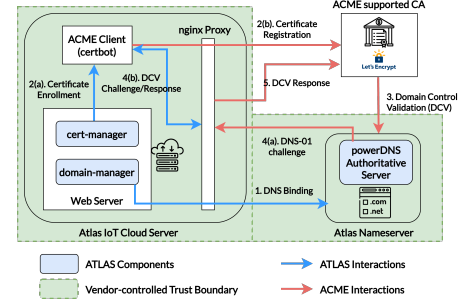 ACME supported CA
nginx Proxy
ACME Client
(certbot)
2(b). Certificate
Registration
Let's Encrypt
2(a). Certificate
Enrollment
4(b). DCV
Challenge/Response
5. DCV Response
3. Domain Control
Validation (DCV)
cert-manager
domain-manager
Web Server
4(a). DNS-01
challenge
powerDNS
Authoritative
Server
1. DNS Binding
.com
.net
Atlas IoT Cloud Server
Atlas Nameserver
ATLAS Components
ATLAS Interactions
Vendor-controlled Trust Boundary
ACME Interactions